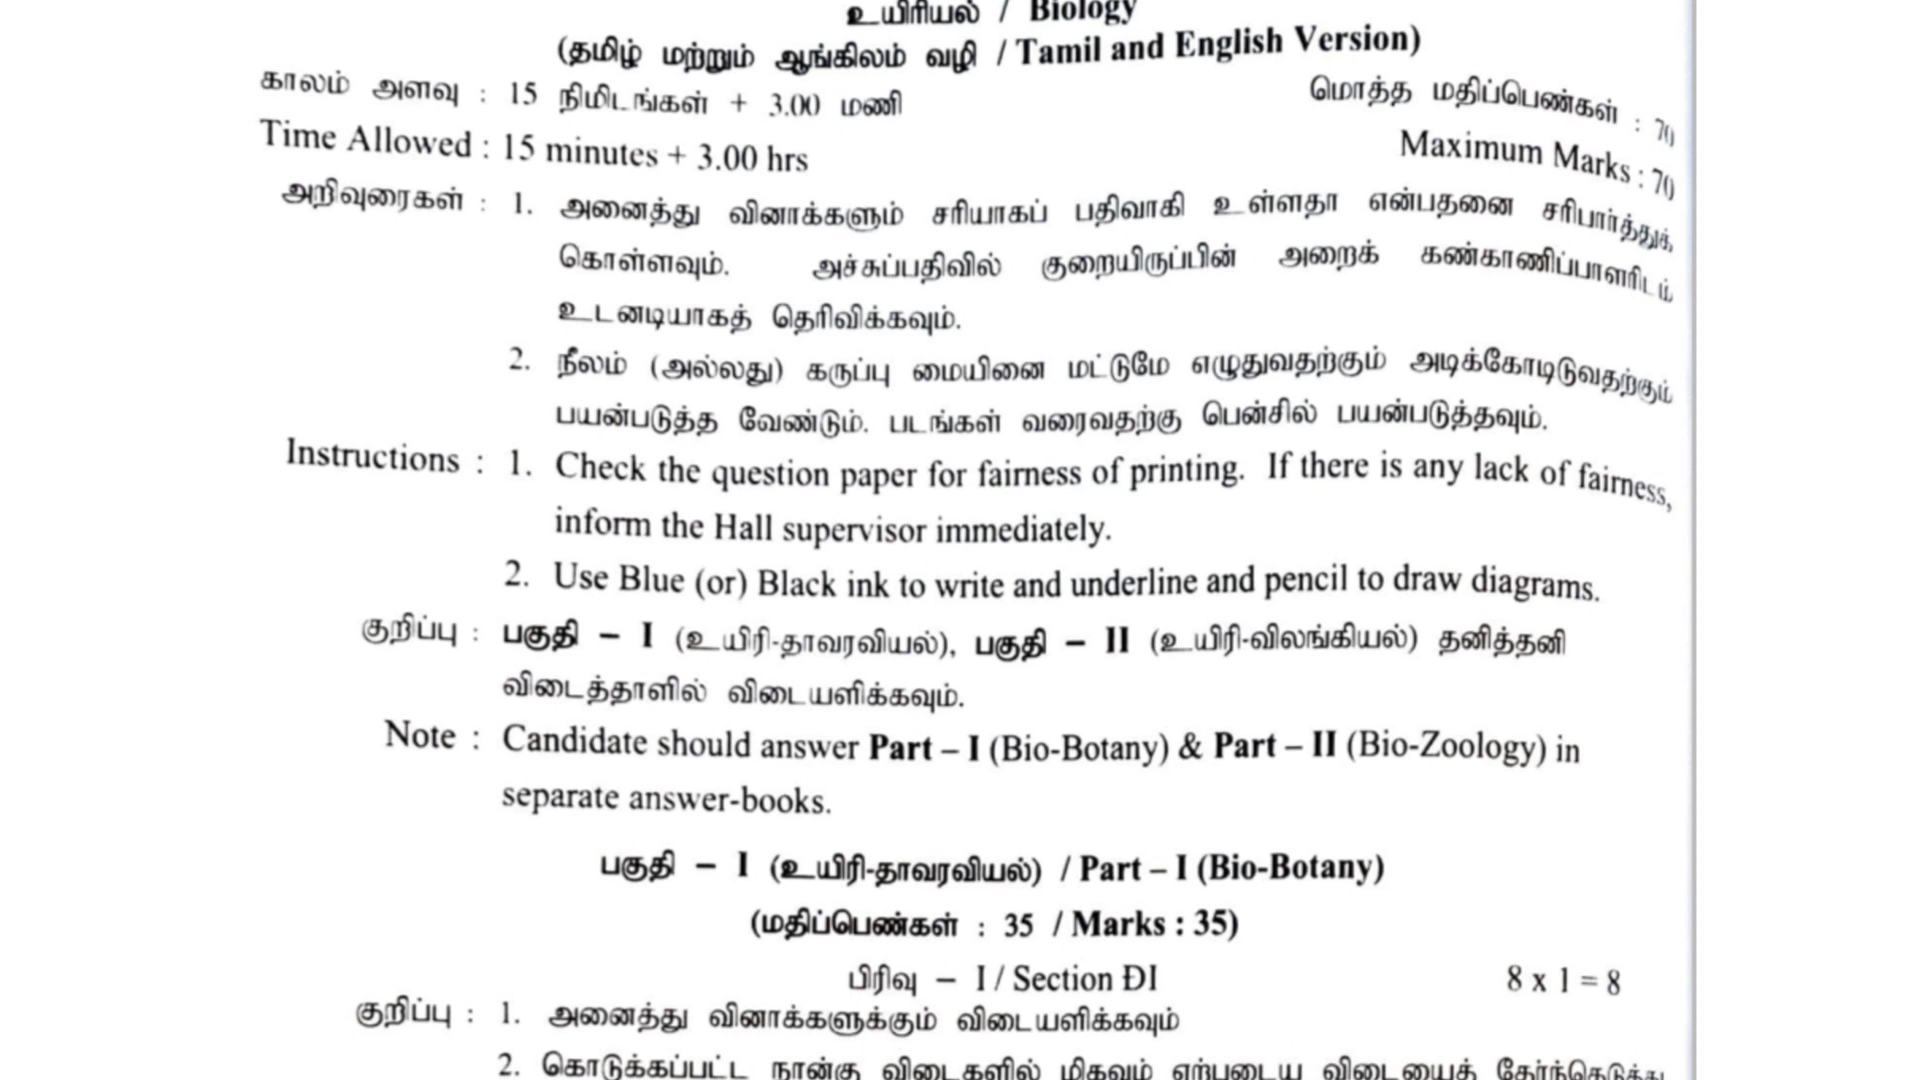 உயிரியல் / Biology
(தமிழ் மற்றும் ஆங்கிலம் வழி / Tamil and English Version)
காலம் அளவு : 15 நிமிடங்கள் + 3.00 மணி மொத்த மதிப்பெண்கள் : 70
Time Allowed : 15 minutes + 3.00 hrs Maximum Marks : 70
அறிவுரைகள் : 1. அனைத்து வினாக்களும் சரியாகப் பதிவாகி உள்ளதா என்பதனை சரிபார்த்துக்
கொள்ளவும். அச்சுப்பதிவில் குறையிருப்பின் அறைக் கண்காணிப்பாளரிடம்
உடனடியாகத் தெரிவிக்கவும்.
2. நீலம் (அல்லது) கருப்பு மையினை மட்டுமே எழுதுவதற்கும் அடிக்கோடிடுவதற்கும்
பயன்படுத்த வேண்டும். படங்கள் வரைவதற்கு பென்சில் பயன்படுத்தவும்.
Instructions : 1. Check the question paper for fairness of printing. If there is any lack of fairness,
inform the Hall supervisor immediately.
2. Use Blue (or) Black ink to write and underline and pencil to draw diagrams.
குறிப்பு : பகுதி – I (உயிரி-தாவரவியல்), பகுதி – II (உயிரி-விலங்கியல்) தனித்தனி
விடைத்தாளில் விடையளிக்கவும்.
Note : Candidate should answer Part – I (Bio-Botany) & Part – II (Bio-Zoology) in
separate answer-books.
பகுதி – I (உயிரி-தாவரவியல்) / Part – I (Bio-Botany)
(மதிப்பெண்கள் : 35 / Marks : 35)
பிரிவு – I / Section ĐI 8 x 1 = 8
குறிப்பு : 1. அனைத்து வினாக்களுக்கும் விடையளிக்கவும்
2. கொடுக்கப்பட்ட நான்கு விடைகளில் மிகவும் ஏற்புடைய விடையைத் தேர்ந்தெடுத்து